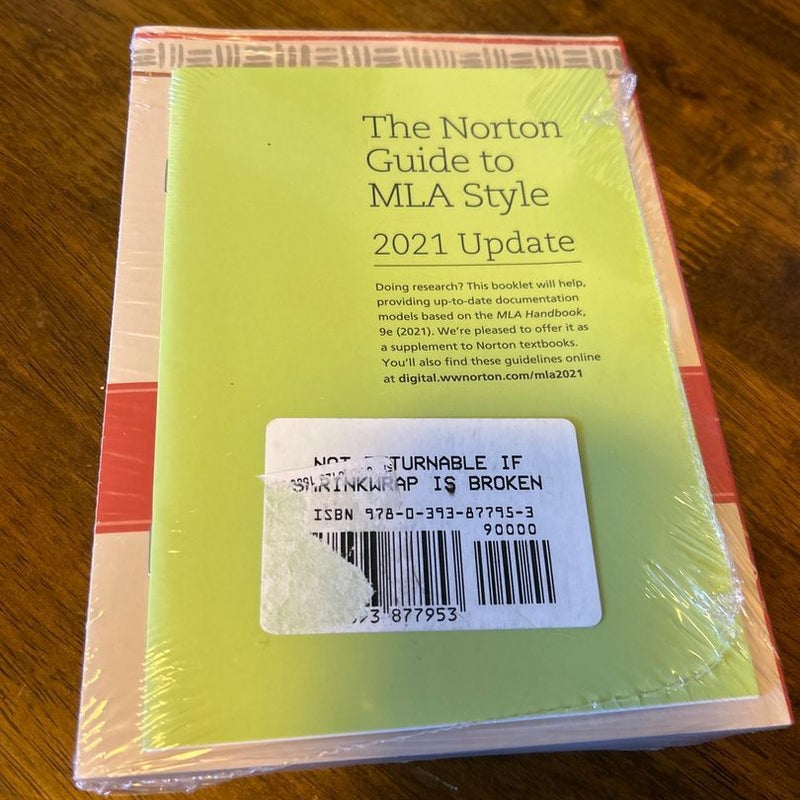 The Norton
Guide to
MLA Style
2021 Update
Doing research? This booklet will help,
providing up-to-date documentation
models based on the MLA Handbook,
9e (2021). We're pleased to offer it as
a supplement to Norton textbooks.
You'll also find these guidelines online
at digital.wwnorton.com/mla2021
NOT RETURNABLE IF
SHRINKWRAP IS BROKEN
ISBN 978-0-393-87795-3
90000
877953